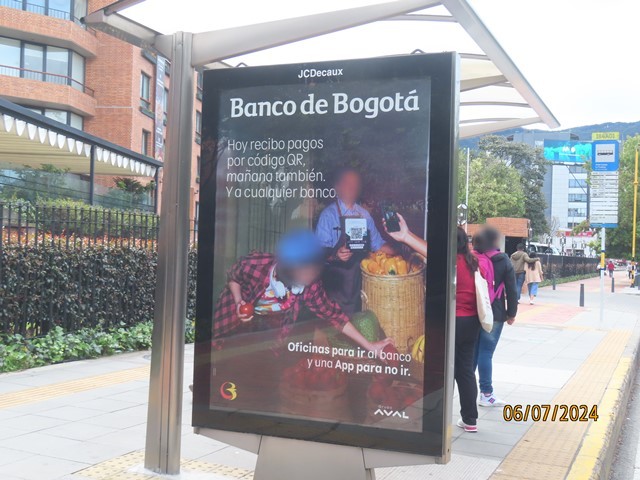 JCDecaux
Banco de Bogotá
Hoy recibo pagos
por código QR,
mañana también.
Y a cualquier banco
Oficinas para ir al banco
y una App para no ir.
AVAL
06/07/2024